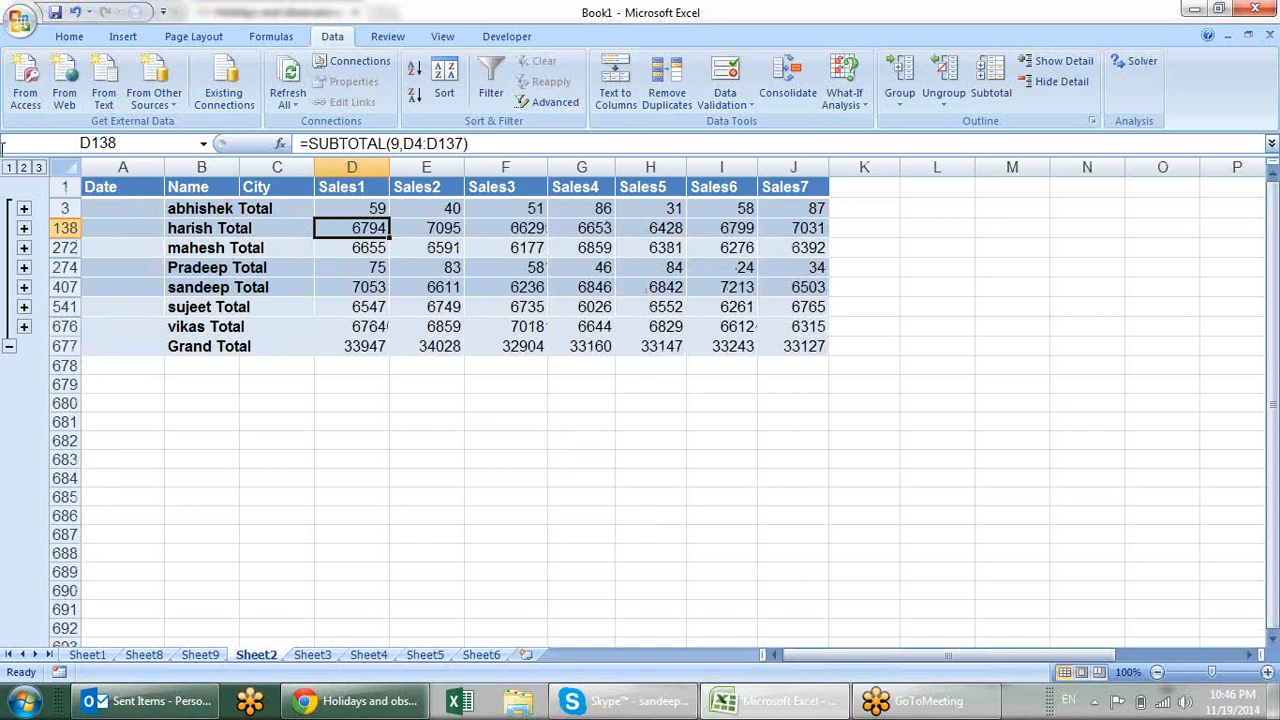 Book1 - Microsoft Excel
Home Insert Page Layout Formulas Data Review View Developer
From Access
From Web
From Text
From Other Sources
Existing Connections
Get External Data
Refresh All
Connections
Properties
Edit Links
Connections
Sort
Filter
Clear
Reapply
Advanced
Sort & Filter
Text to Columns
Remove Duplicates
Data Validation
Consolidate
What-If Analysis
Data Tools
Group
Ungroup
Subtotal
Show Detail
Hide Detail
Outline
Solver
Analysis
D138 fx =SUBTOTAL(9,D4:D137)
1 2 3 A B C D E F G H I J K L M N O P
1 Date Name City Sales1 Sales2 Sales3 Sales4 Sales5 Sales6 Sales7
3 abhishek Total 59 40 51 86 31 58 87
138 harish Total 6794 7095 6629 6653 6428 6799 7031
272 mahesh Total 6655 6591 6177 6859 6381 6276 6392
274 Pradeep Total 75 83 58 46 84 24 34
407 sandeep Total 7053 6611 6236 6846 6842 7213 6503
541 sujeet Total 6547 6749 6735 6026 6552 6261 6765
676 vikas Total 6764 6859 7018 6644 6829 6612 6315
677 Grand Total 33947 34028 32904 33160 33147 33243 33127
678
679
680
681
682
683
684
685
686
687
688
689
690
691
692
Sheet1 Sheet8 Sheet9 Sheet2 Sheet3 Sheet4 Sheet5 Sheet6
Ready 100%
Sent Items - Perso... Holidays and obs... Skype™ - sandeep... Microsoft Excel - ... GoToMeeting EN 10:46 PM
11/19/2014